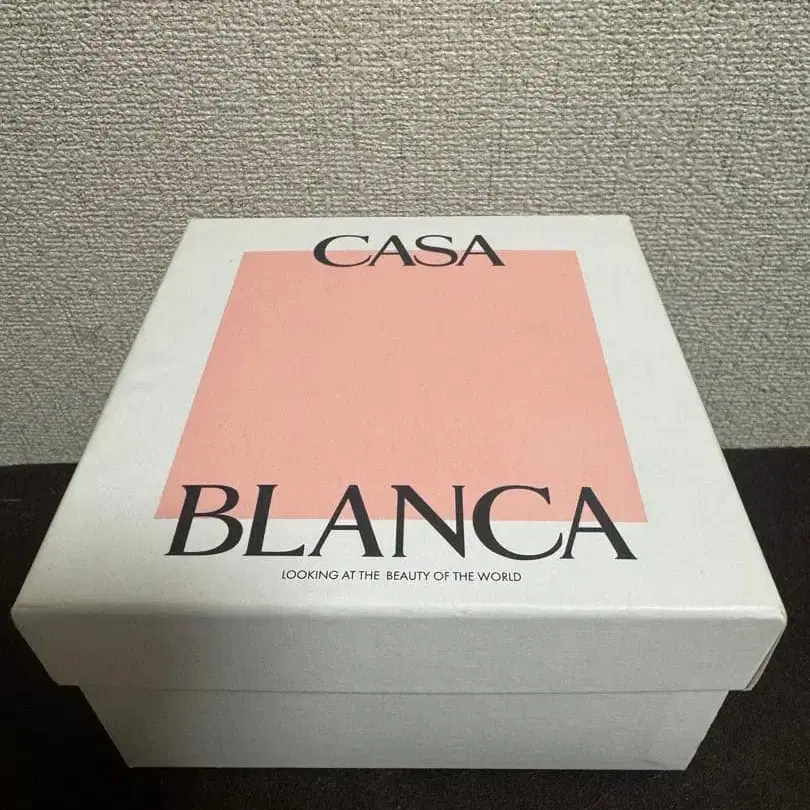 CASA
BLANCA
LOOKING AT THE BEAUTY OF THE WORLD